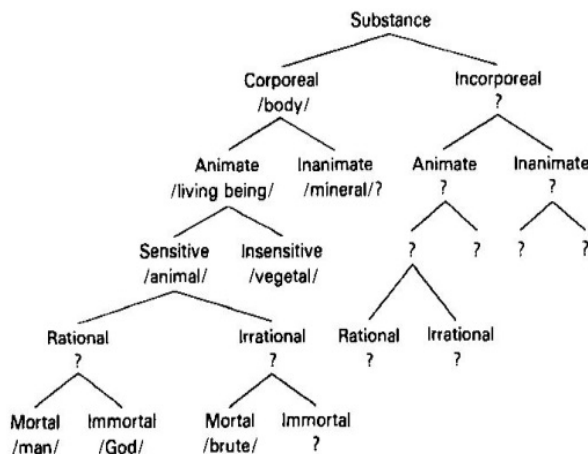 Substance
Corporeal Incorporeal
/body/ ?
Animate Inanimate Animate Inanimate
/living being/ /mineral/? ? ?
Sensitive Insensitive ? ? ? ?
/animal/ /vegetal/
Rational Irrational Rational Irrational
? ? ? ?
Mortal Immortal Mortal Immortal
/man/ /God/ /brute/ ?